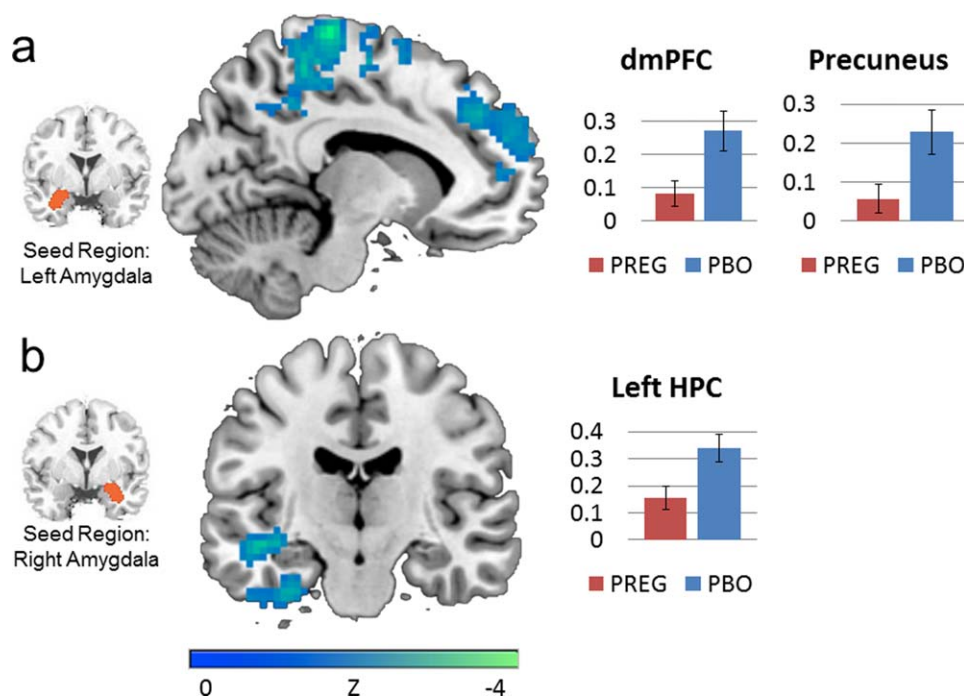 a
Seed Region:
Left Amygdala
dmPFC
0.3
0.2
0.1
0
PREG PBO
Precuneus
0.3
0.2
0.1
0
PREG PBO
b
Seed Region:
Right Amygdala
Left HPC
0.4
0.3
0.2
0.1
0
PREG PBO
0 Z -4